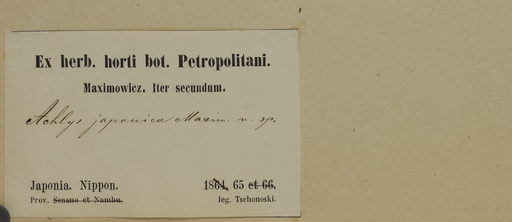 Ex herb. horti bot. Petropolitani.
Maximowicz. Iter secundum.
Achlys japonica Maxim. n. sp.
Japonia. Nippon. 1864, 65 et 66.
Prov. Senano et Nambu. leg. Tschonoski.